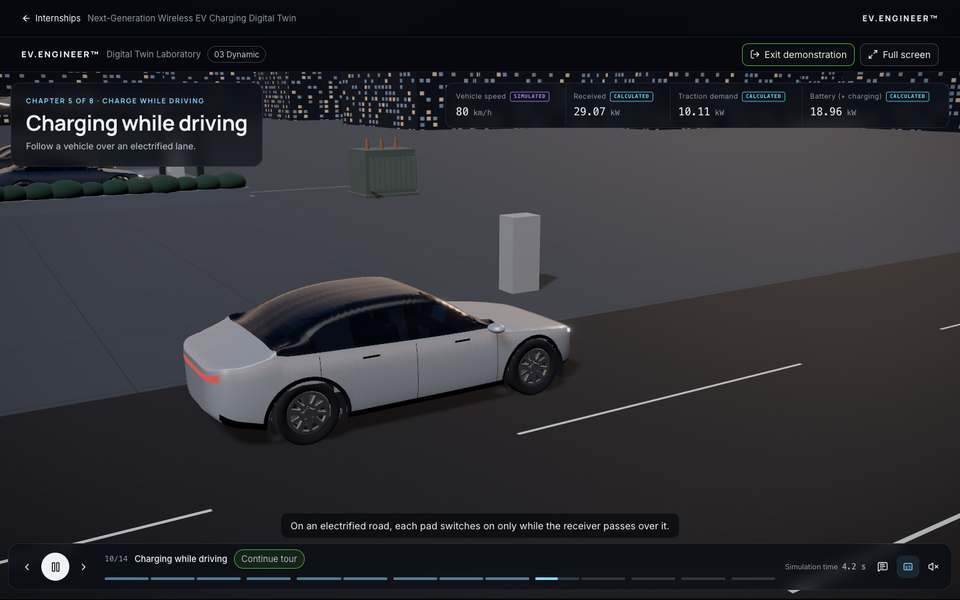 Internships Next-Generation Wireless EV Charging Digital Twin EV.ENGINEER™
EV.ENGINEER™ Digital Twin Laboratory 03 Dynamic Exit demonstration Full screen
CHAPTER 5 OF 8 · CHARGE WHILE DRIVING
Charging while driving
Follow a vehicle over an electrified lane.
Vehicle speed SIMULATED
80 km/h
Received CALCULATED
29.07 kW
Traction demand CALCULATED
10.11 kW
Battery (+ charging) CALCULATED
18.96 kW
On an electrified road, each pad switches on only while the receiver passes over it.
10/14 Charging while driving Continue tour
Simulation time 4.2 s